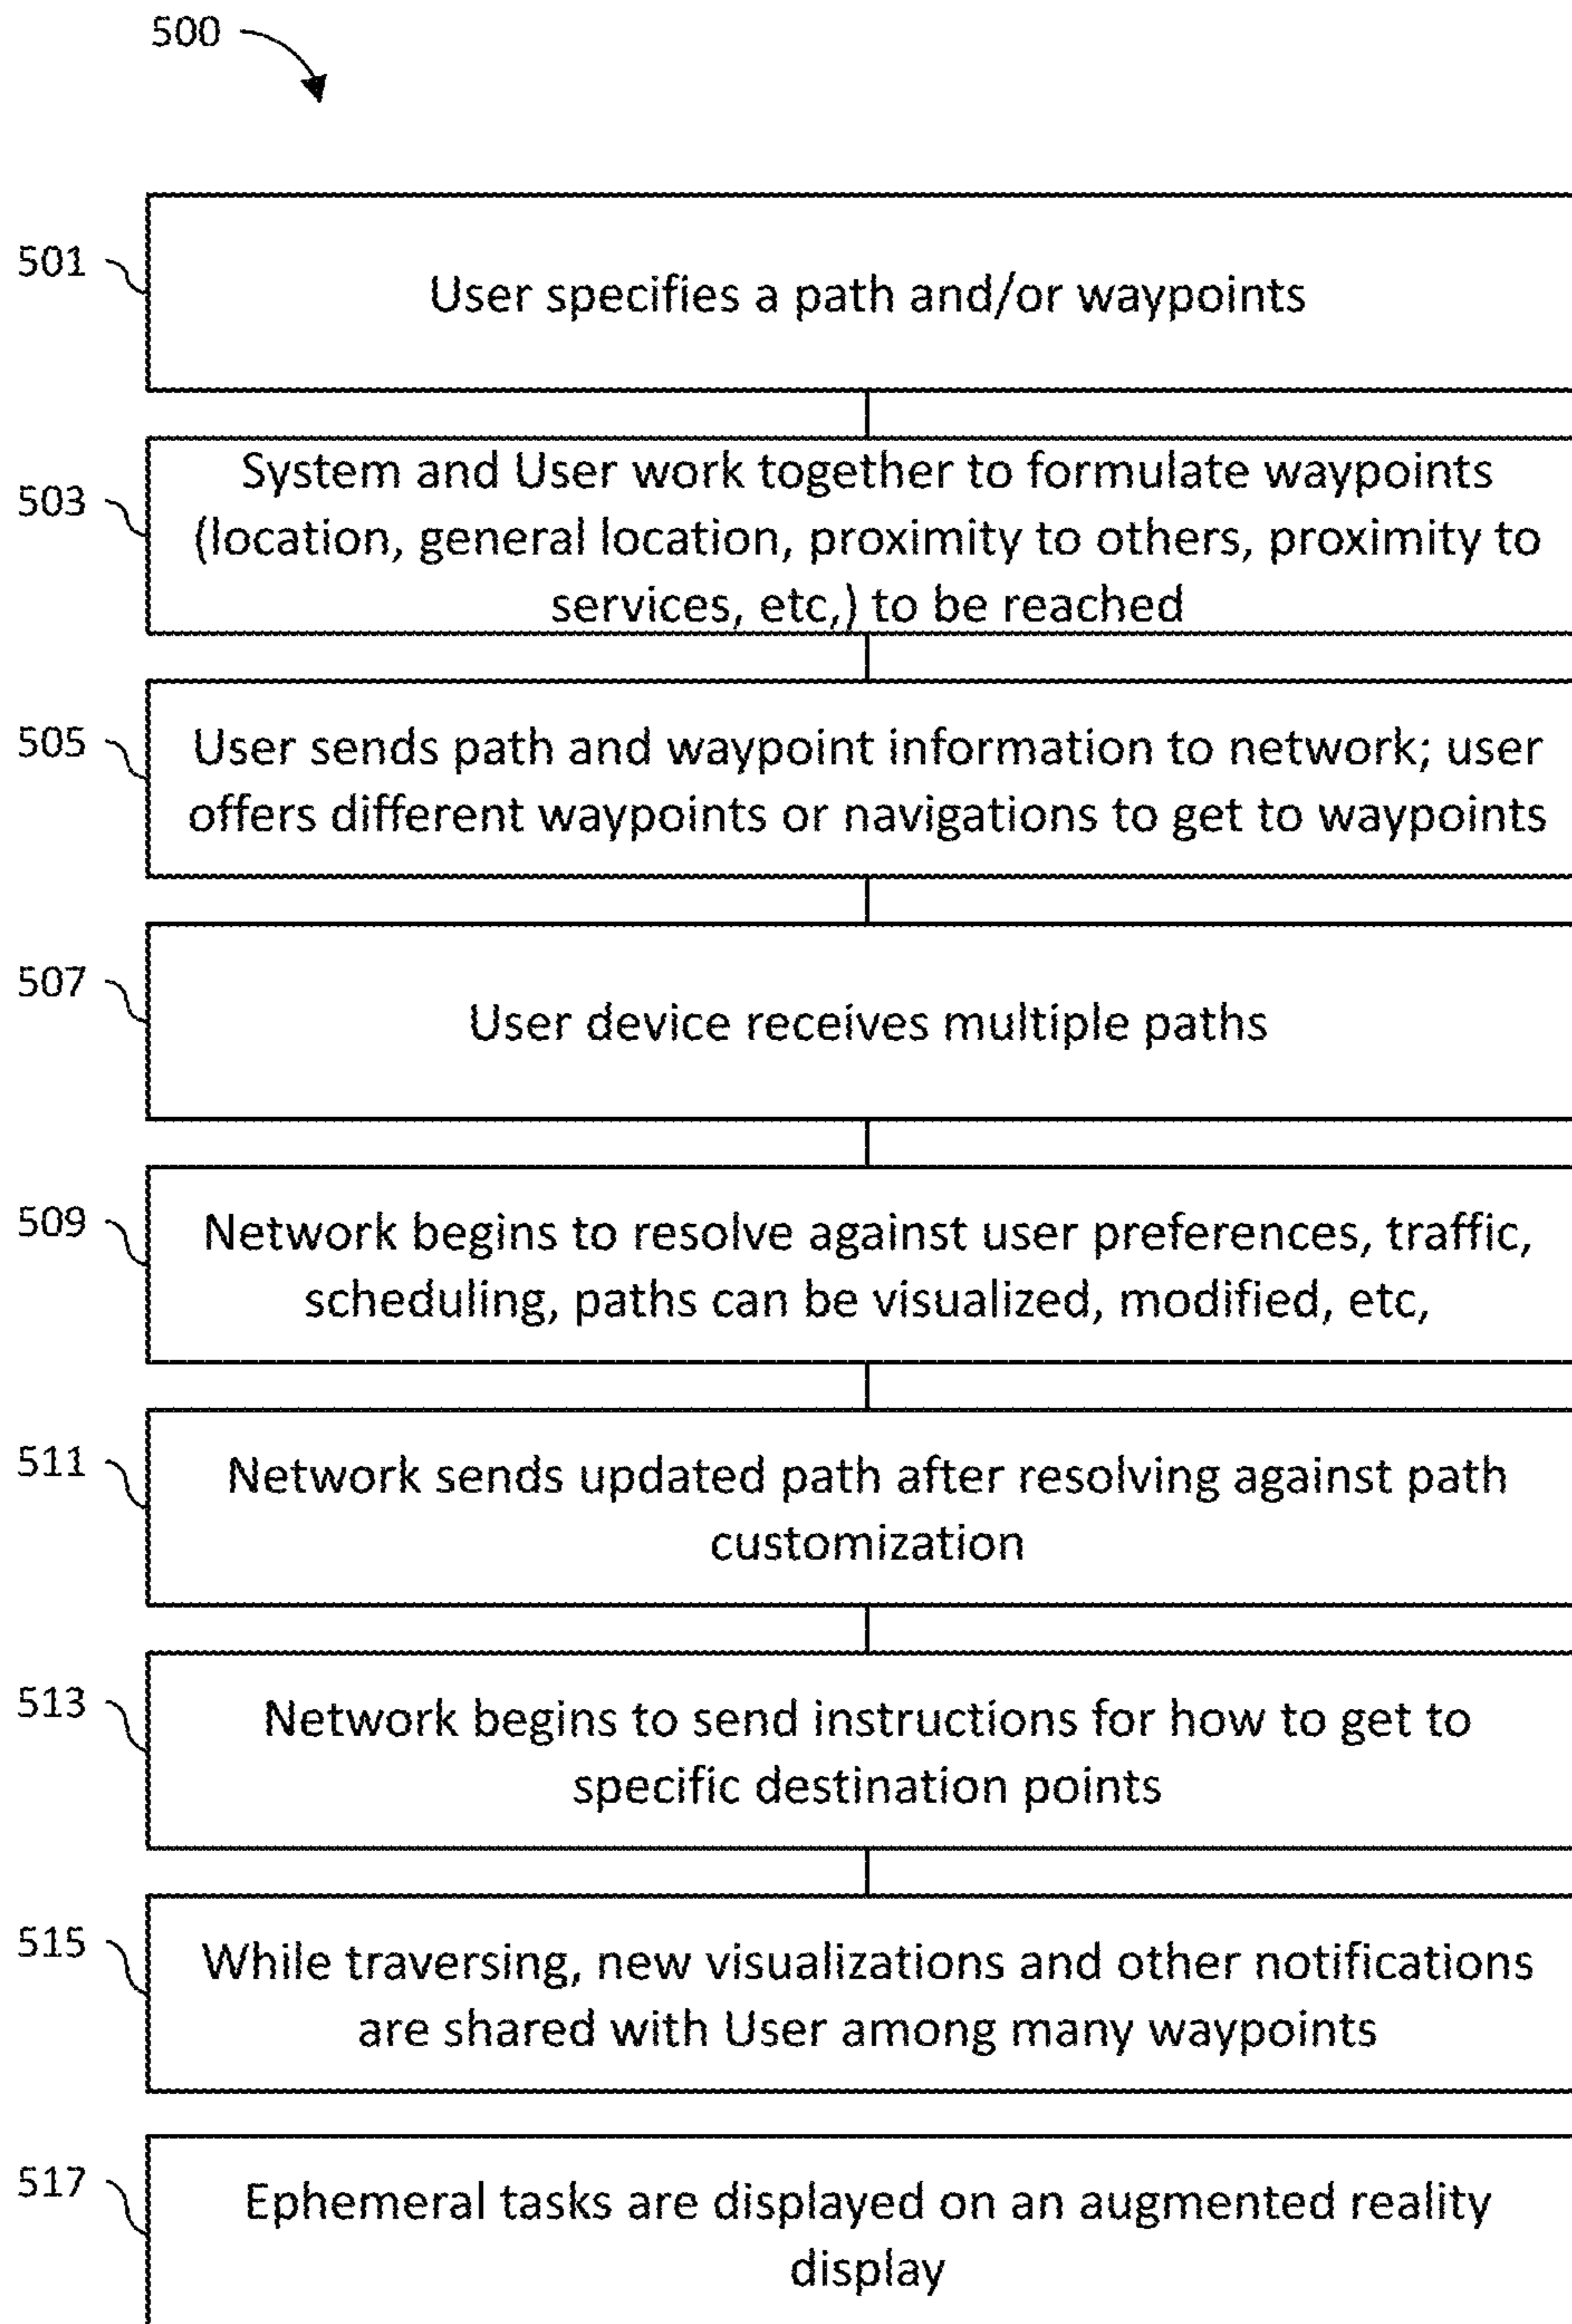 500
501
User specifies a path and/or waypoints
503
System and User work together to formulate waypoints
(location, general location, proximity to others, proximity to
services, etc,) to be reached
505
User sends path and waypoint information to network; user
offers different waypoints or navigations to get to waypoints
507
User device receives multiple paths
509
Network begins to resolve against user preferences, traffic,
scheduling, paths can be visualized, modified, etc,
511
Network sends updated path after resolving against path
customization
513
Network begins to send instructions for how to get to
specific destination points
515
While traversing, new visualizations and other notifications
are shared with User among many waypoints
517
Ephemeral tasks are displayed on an augmented reality
display